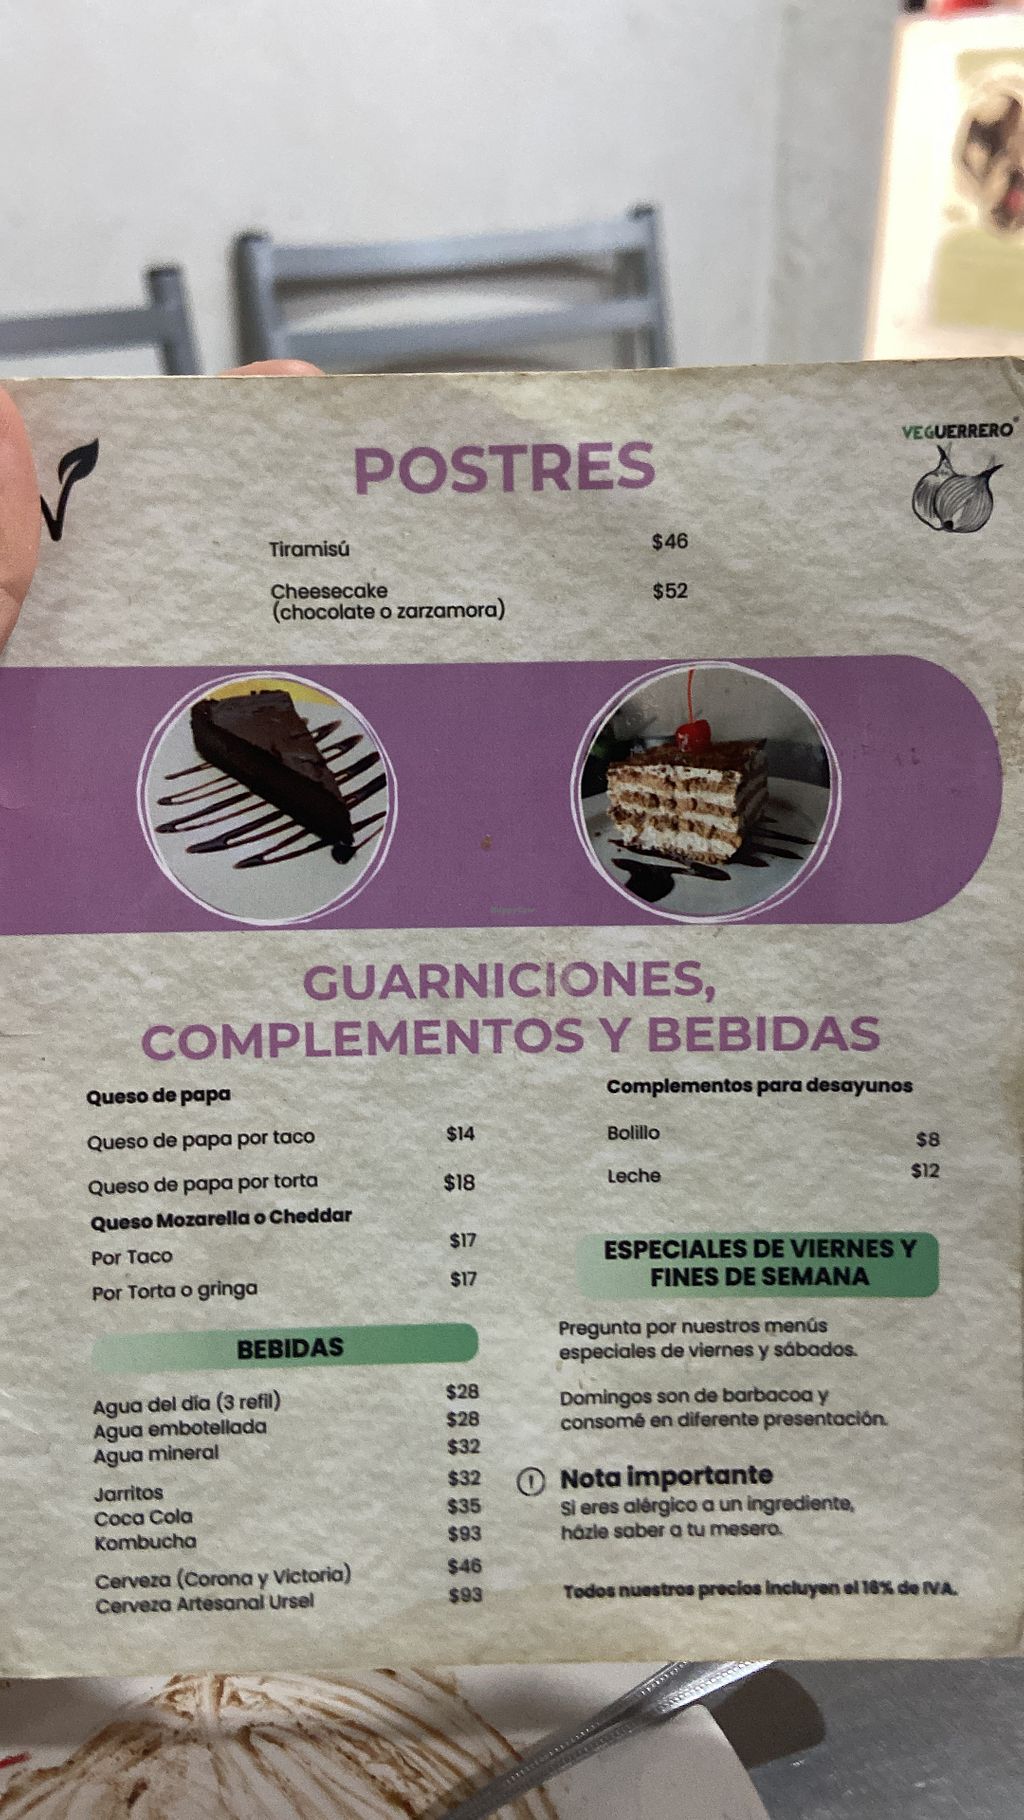 VEGUERRERO
POSTRES
Tiramisú $46
Cheesecake $52
(chocolate o zarzamora)
GUARNICIONES,
COMPLEMENTOS Y BEBIDAS
Queso de papa
Queso de papa por taco $14
Queso de papa por torta $18
Queso Mozarella o Cheddar
Por Taco $17
Por Torta o gringa $17
BEBIDAS
Agua del día (3 refil) $28
Agua embotellada $28
Agua mineral $32
Jarritos $32
Coca Cola $35
Kombucha $93
Cerveza (Corona y Victoria) $46
Cerveza Artesanal Ursel $93
Complementos para desayunos
Bolillo $8
Leche $12
ESPECIALES DE VIERNES Y
FINES DE SEMANA
Pregunta por nuestros menús
especiales de viernes y sábados.
Domingos son de barbacoa y
consomé en diferente presentación.
Nota importante
Si eres alérgico a un ingrediente,
házle saber a tu mesero.
Todos nuestros precios incluyen el 16% de IVA.